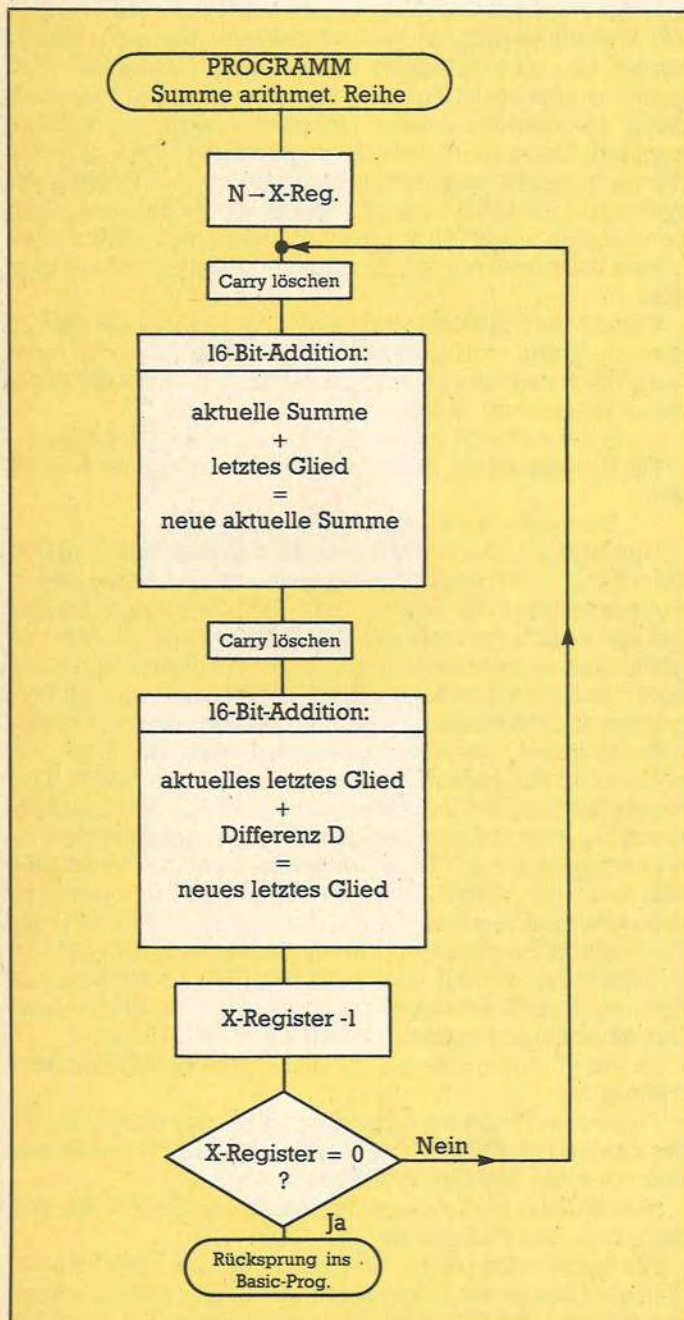 PROGRAMM
Summe arithmet. Reihe
N→X-Reg.
Carry löschen
16-Bit-Addition:
aktuelle Summe
+
letztes Glied
=
neue aktuelle Summe
Carry löschen
16-Bit-Addition:
aktuelles letztes Glied
+
Differenz D
=
neues letztes Glied
X-Register -1
X-Register = 0
?
Nein
Ja
Rücksprung ins
Basic-Prog.